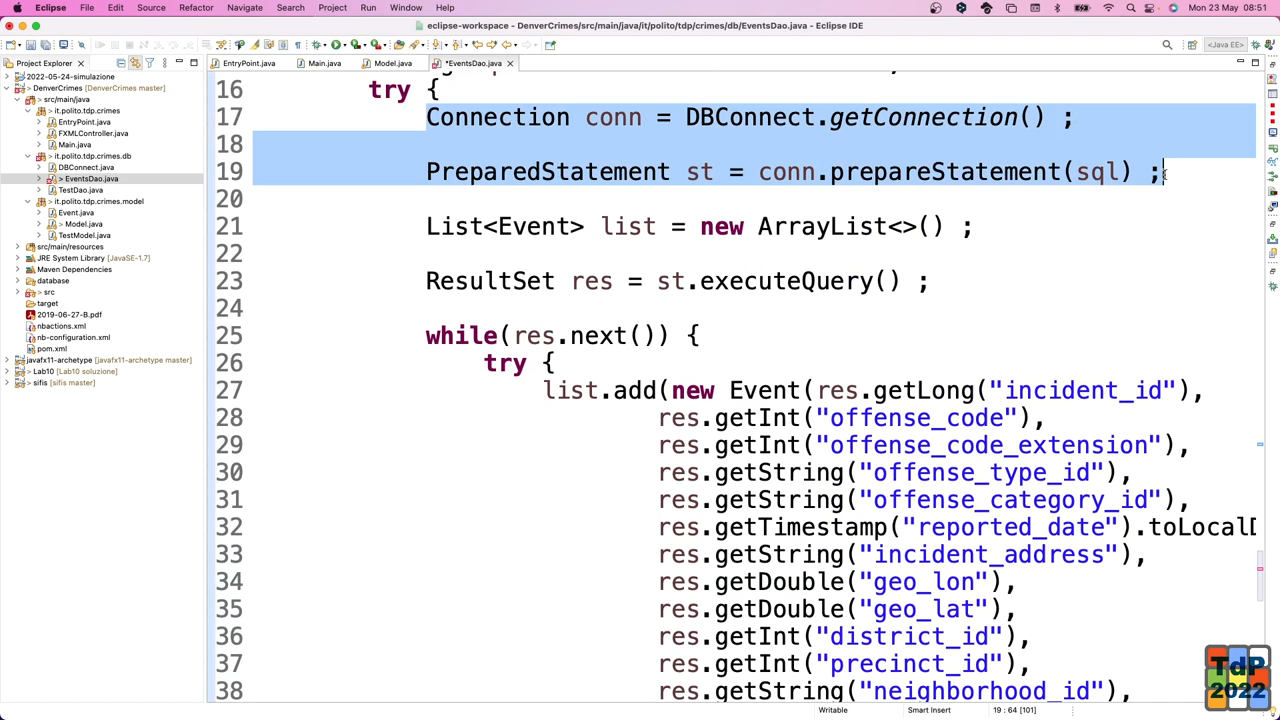 Eclipse File Edit Source Refactor Navigate Search Project Run Window Help Mon 23 May 08:51
eclipse-workspace - DenverCrimes/src/main/java/it/polito/tdp/crimes/db/EventsDao.java - Eclipse IDE
<Java EE>
Project Explorer
EntryPoint.java Main.java Model.java *EventsDao.java
2022-05-24-simulazione
DenverCrimes [DenverCrimes master]
src/main/java
it.polito.tdp.crimes
EntryPoint.java
FXMLController.java
Main.java
it.polito.tdp.crimes.db
DBConnect.java
> EventsDao.java
TestDao.java
it.polito.tdp.crimes.model
Event.java
> Model.java
TestModel.java
src/main/resources
JRE System Library [JavaSE-1.7]
Maven Dependencies
database
> src
target
2019-06-27-B.pdf
nbactions.xml
nb-configuration.xml
pom.xml
javafx11-archetype [javafx11-archetype master]
> Lab10 [Lab10 soluzione]
> sifis [sifis master]
16 try {
17 Connection conn = DBConnect.getConnection() ;
18
19 PreparedStatement st = conn.prepareStatement(sql) ;
20
21 List<Event> list = new ArrayList<>() ;
22
23 ResultSet res = st.executeQuery() ;
24
25 while(res.next()) {
26 try {
27 list.add(new Event(res.getLong("incident_id"),
28 res.getInt("offense_code"),
29 res.getInt("offense_code_extension"),
30 res.getString("offense_type_id"),
31 res.getString("offense_category_id"),
32 res.getTimestamp("reported_date").toLocalD
33 res.getString("incident_address"),
34 res.getDouble("geo_lon"),
35 res.getDouble("geo_lat"),
36 res.getInt("district_id"),
37 res.getInt("precinct_id"),
38 res.getString("neighborhood_id"),
Writable Smart Insert 19 : 64 [101]
TdP
2022